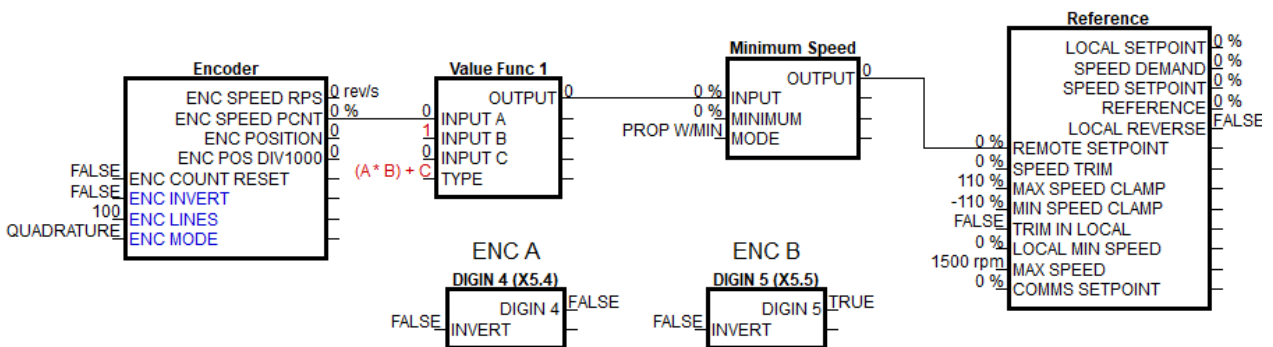 Encoder
ENC SPEED RPS 0 rev/s
ENC SPEED PCNT 0 %
ENC POSITION 0
ENC POS DIV1000 0
FALSE ENC COUNT RESET
FALSE ENC INVERT
100 ENC LINES
QUADRATURE ENC MODE
Value Func 1
OUTPUT 0
0 INPUT A
1 INPUT B
0 INPUT C
(A * B) + C TYPE
Minimum Speed
OUTPUT 0
0 % INPUT
0 % MINIMUM
PROP W/MIN MODE
Reference
LOCAL SETPOINT 0 %
SPEED DEMAND 0 %
SPEED SETPOINT 0 %
REFERENCE 0 %
LOCAL REVERSE FALSE
0 % REMOTE SETPOINT
0 % SPEED TRIM
110 % MAX SPEED CLAMP
-110 % MIN SPEED CLAMP
FALSE TRIM IN LOCAL
0 % LOCAL MIN SPEED
1500 rpm MAX SPEED
0 % COMMS SETPOINT
ENC A
DIGIN 4 (X5.4)
DIGIN 4 FALSE
FALSE INVERT
ENC B
DIGIN 5 (X5.5)
DIGIN 5 TRUE
FALSE INVERT